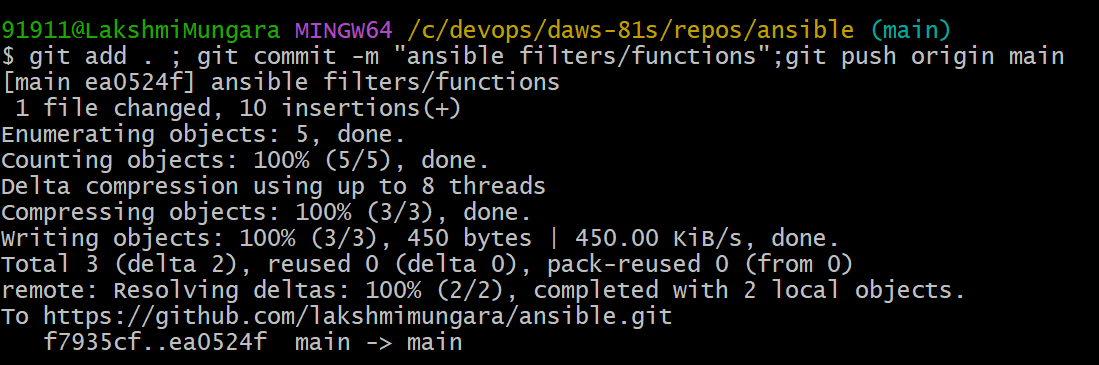 91911@LakshmiMungara MINGW64 /c/devops/daws-81s/repos/ansible (main)
$ git add . ; git commit -m "ansible filters/functions";git push origin main
[main ea0524f] ansible filters/functions
 1 file changed, 10 insertions(+)
Enumerating objects: 5, done.
Counting objects: 100% (5/5), done.
Delta compression using up to 8 threads
Compressing objects: 100% (3/3), done.
Writing objects: 100% (3/3), 450 bytes | 450.00 KiB/s, done.
Total 3 (delta 2), reused 0 (delta 0), pack-reused 0 (from 0)
remote: Resolving deltas: 100% (2/2), completed with 2 local objects.
To https://github.com/lakshmimungara/ansible.git
   f7935cf..ea0524f  main -> main